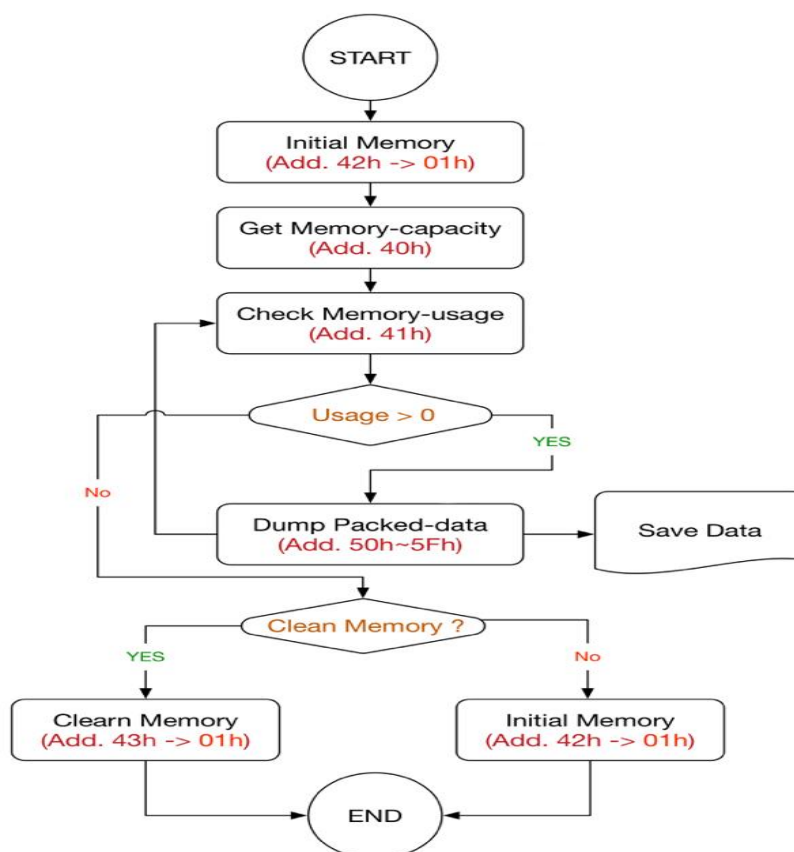 START
Initial Memory
(Add. 42h -> 01h)
Get Memory-capacity
(Add. 40h)
Check Memory-usage
(Add. 41h)
Usage > 0
YES
No
Dump Packed-data
(Add. 50h~5Fh)
Save Data
Clean Memory ?
YES
No
Clearn Memory
(Add. 43h -> 01h)
Initial Memory
(Add. 42h -> 01h)
END